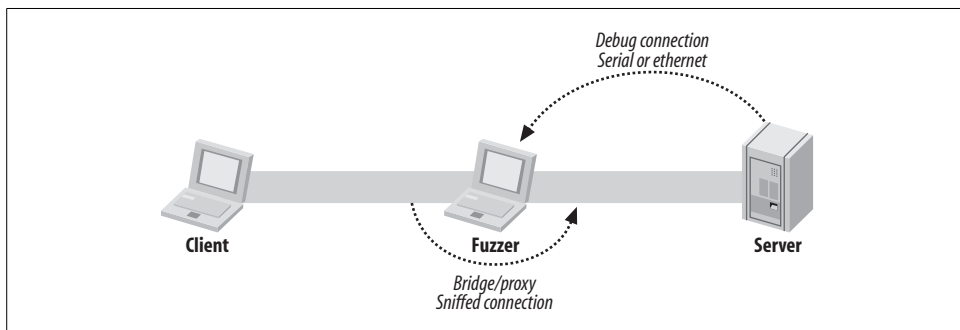 Debug connection
Serial or ethernet
Client
Fuzzer
Server
Bridge/proxy
Sniffed connection